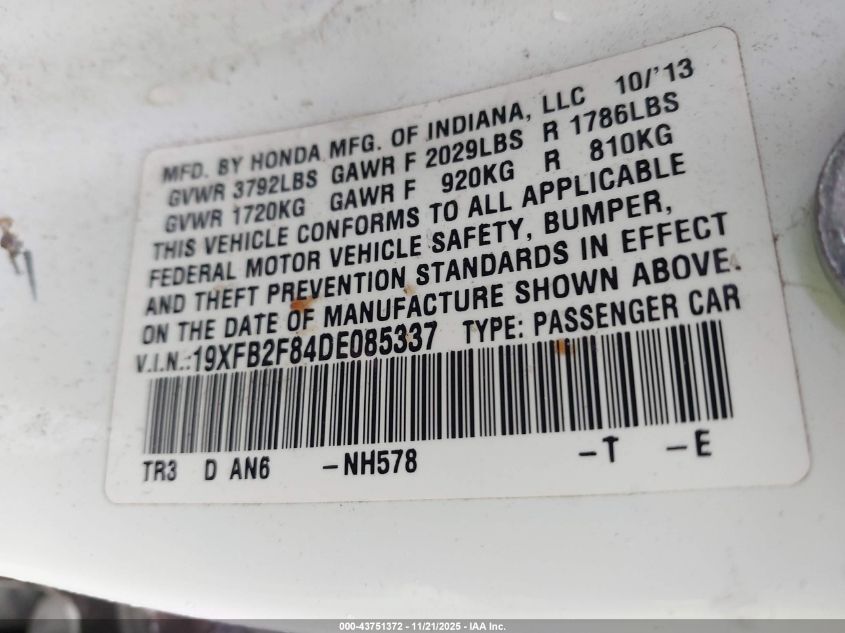 MFD. BY HONDA MFG. OF INDIANA, LLC 10/'13
GVWR 3792LBS GAWR F 2029LBS R 1786LBS
GVWR 1720KG GAWR F 920KG R 810KG
THIS VEHICLE CONFORMS TO ALL APPLICABLE
FEDERAL MOTOR VEHICLE SAFETY, BUMPER,
AND THEFT PREVENTION STANDARDS IN EFFECT
ON THE DATE OF MANUFACTURE SHOWN ABOVE.
V.I.N.:19XFB2F84DE085337 TYPE: PASSENGER CAR
TR3 D AN6 -NH578 -T -E
000-43751372 - 11/21/2025 - IAA Inc.